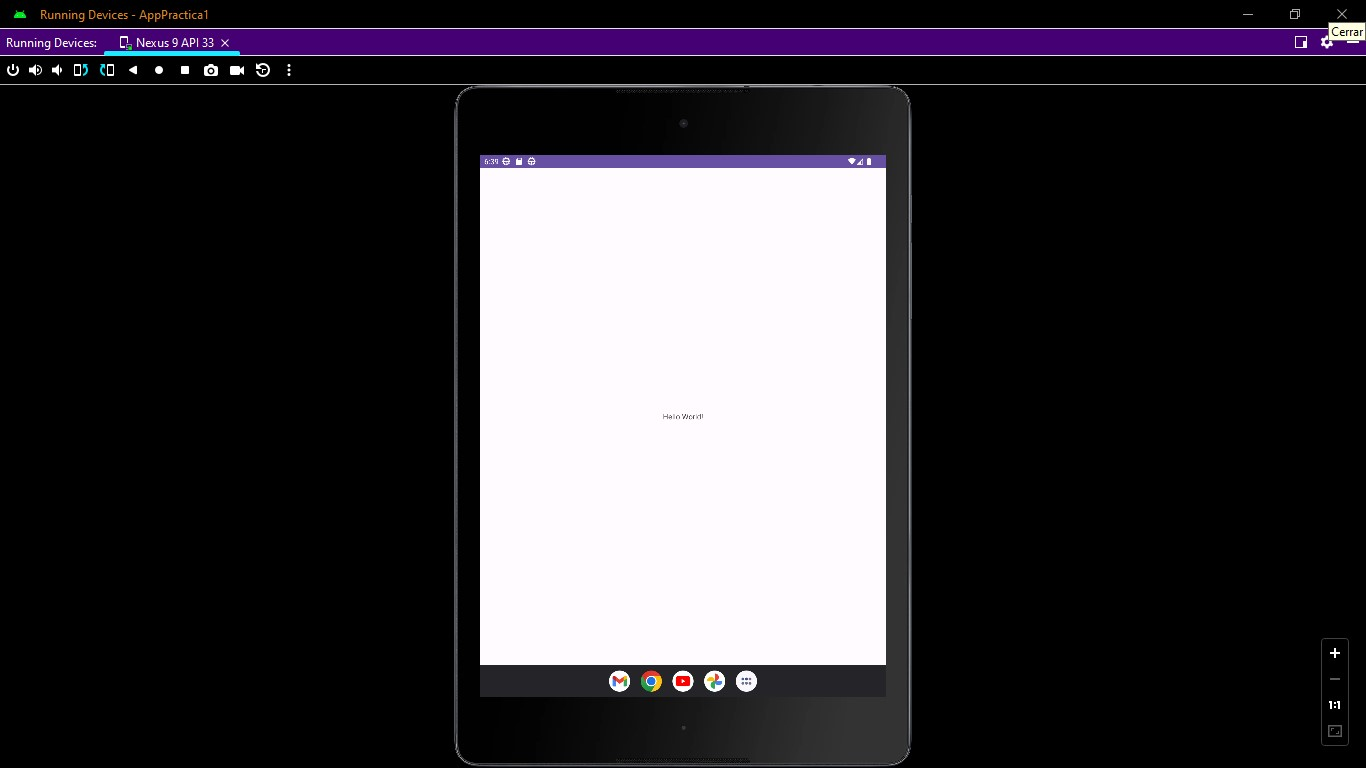 Running Devices - AppPractica1
Cerrar
Running Devices: Nexus 9 API 33
6:39
Hello World!
1:1